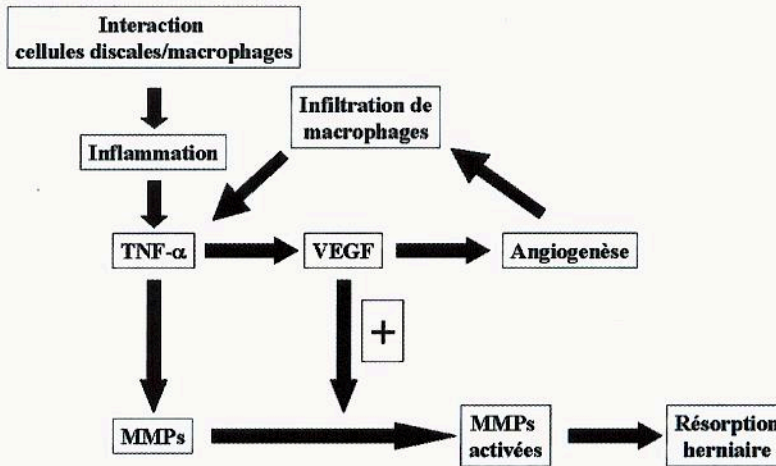 Interaction
cellules discales/macrophages
Infiltration de
macrophages
Inflammation
TNF-α
VEGF
Angiogenèse
+
MMPs
MMPs
activées
Résorption
herniaire